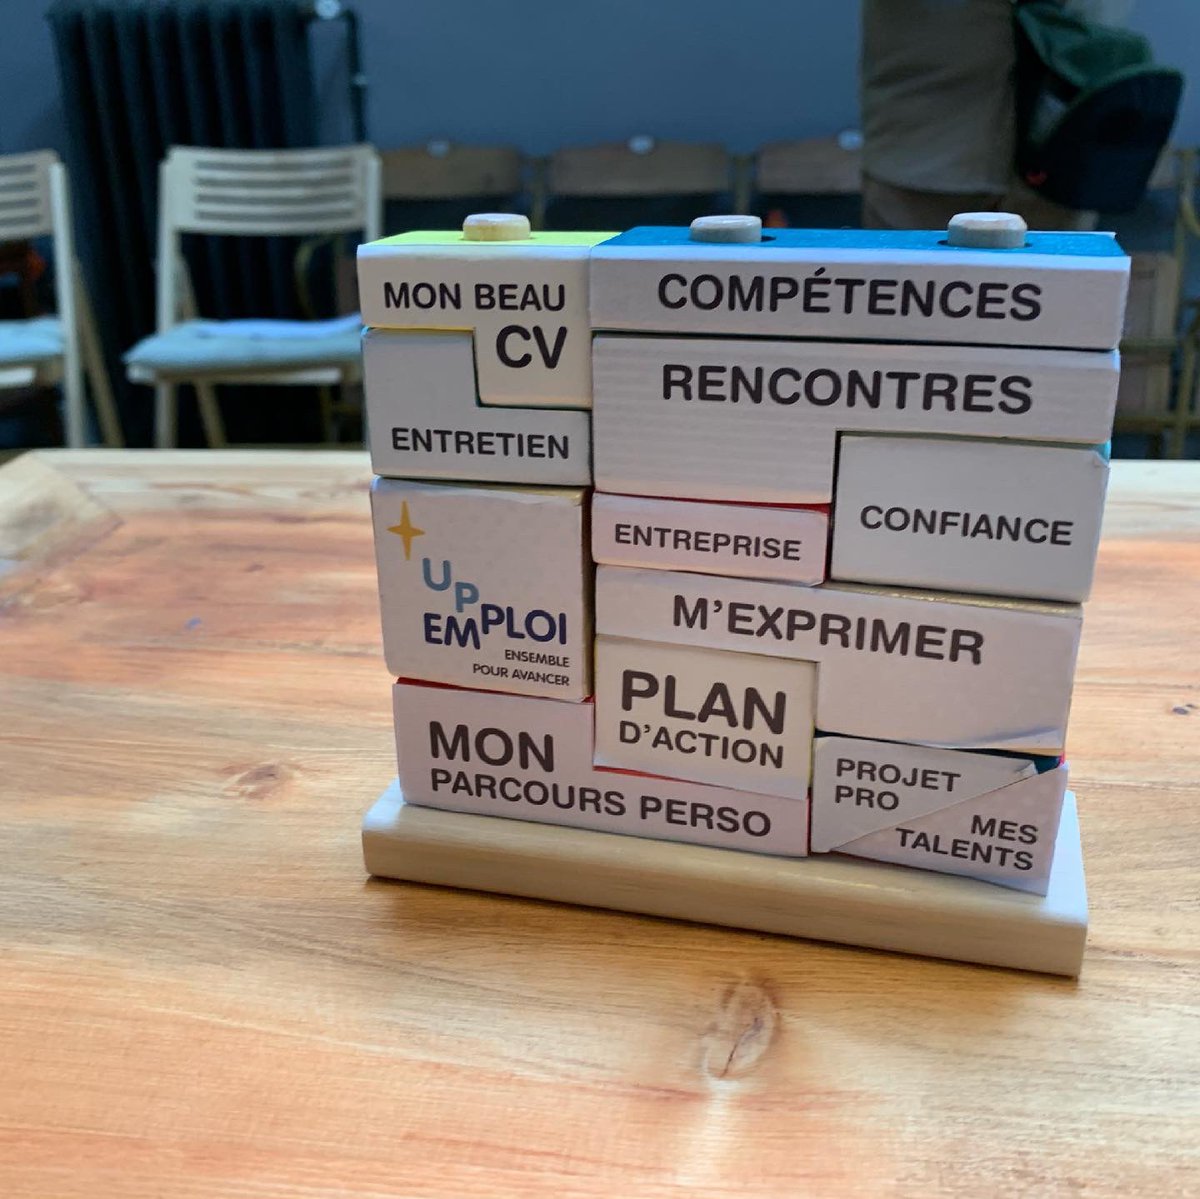 MON BEAU
CV
COMPÉTENCES
RENCONTRES
ENTRETIEN
CONFIANCE
ENTREPRISE
UP
EMPLOI
ENSEMBLE
POUR AVANCER
M'EXPRIMER
PLAN
D'ACTION
MON
PARCOURS PERSO
PROJET
PRO
MES
TALENTS